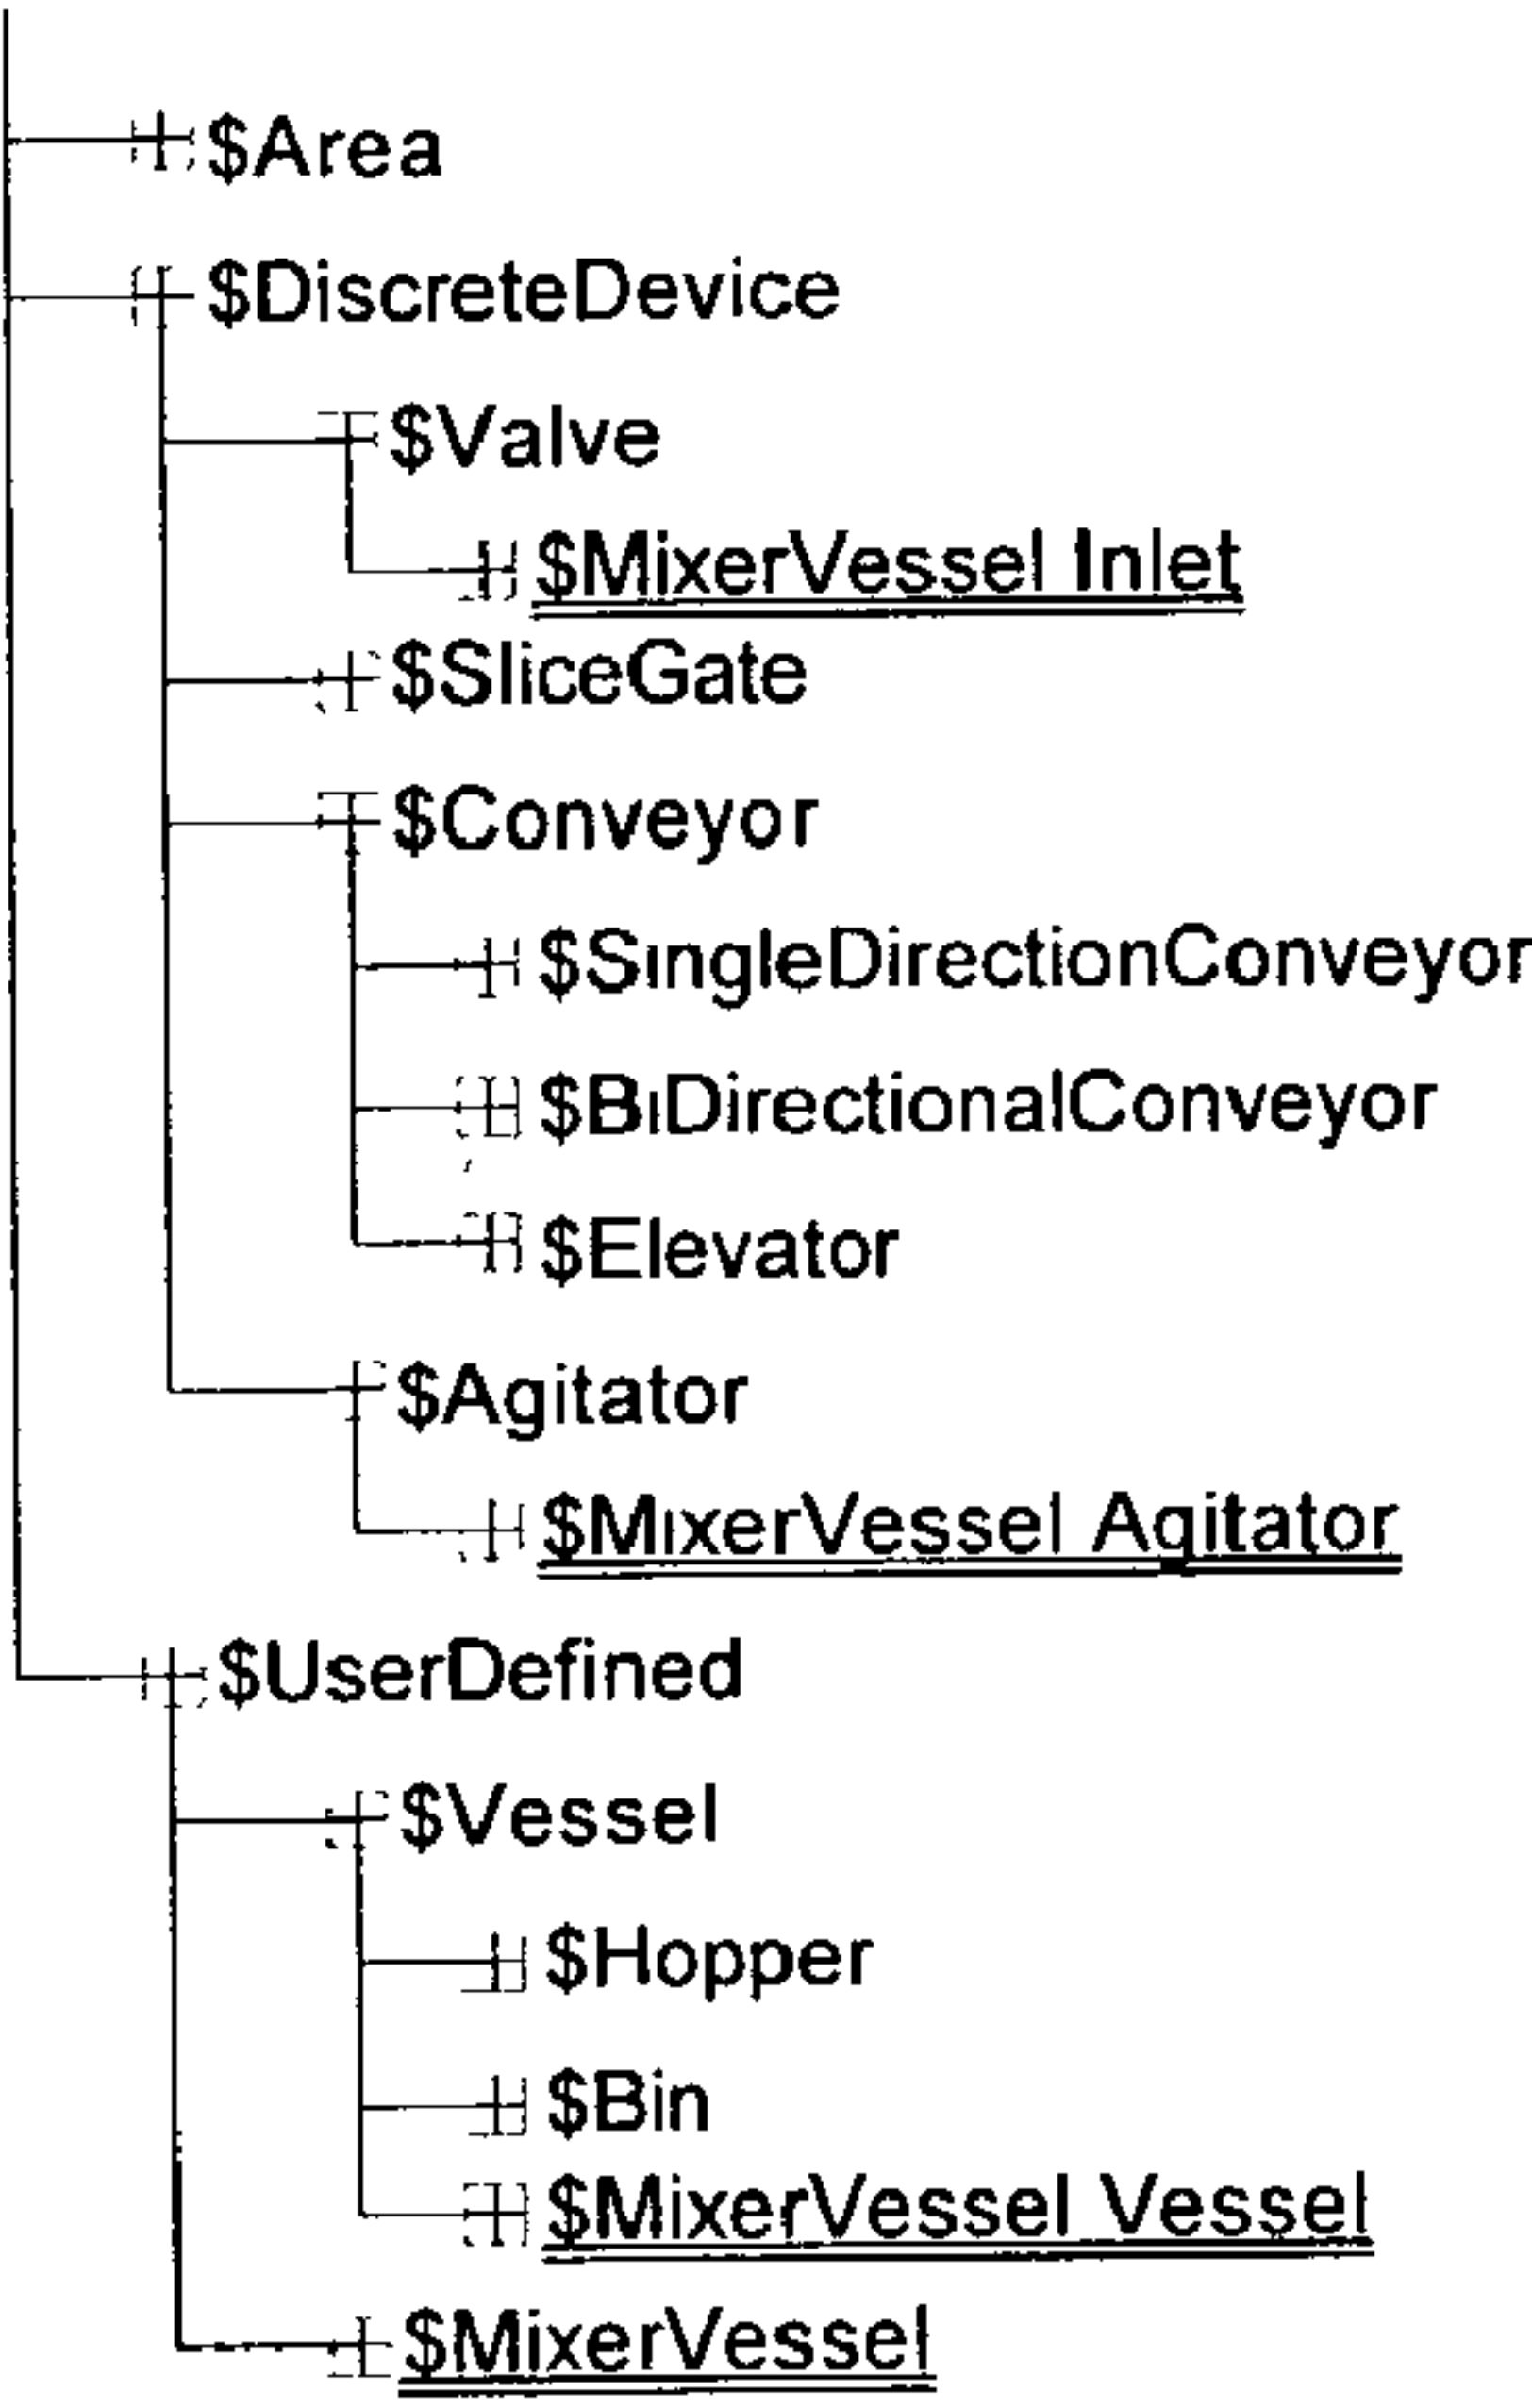 $Area
$DiscreteDevice
$Valve
$MixerVessel Inlet
$SliceGate
$Conveyor
$SingleDirectionConveyor
$BiDirectionalConveyor
$Elevator
$Agitator
$MixerVessel Agitator
$UserDefined
$Vessel
$Hopper
$Bin
$MixerVessel Vessel
$MixerVessel